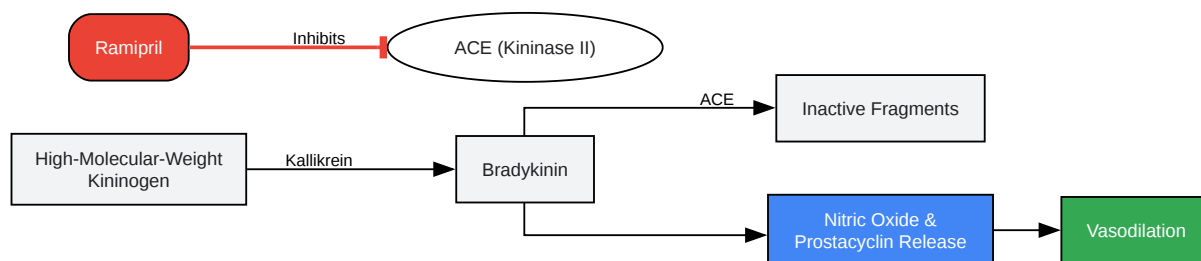 Ramipril
Inhibits
ACE (Kininase II)
ACE
Inactive Fragments
High-Molecular-Weight
Kininogen
Kallikrein
Bradykinin
Nitric Oxide &
Prostacyclin Release
Vasodilation